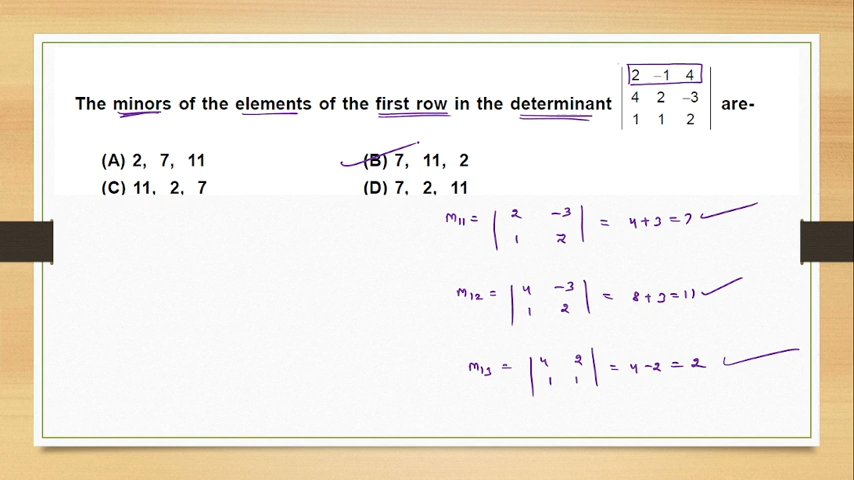 The minors of the elements of the first row in the determinant | 2 –1 4 | are-
| 4 2 –3 |
| 1 1 2 |
(A) 2, 7, 11 (B) 7, 11, 2
(C) 11, 2, 7 (D) 7, 2, 11
M11 = | 2 -3 | = 4+3=7
| 1 2 |
M12 = | 4 -3 | = 8+3=11
| 1 2 |
M13 = | 4 2 | = 4-2=2
| 1 1 |